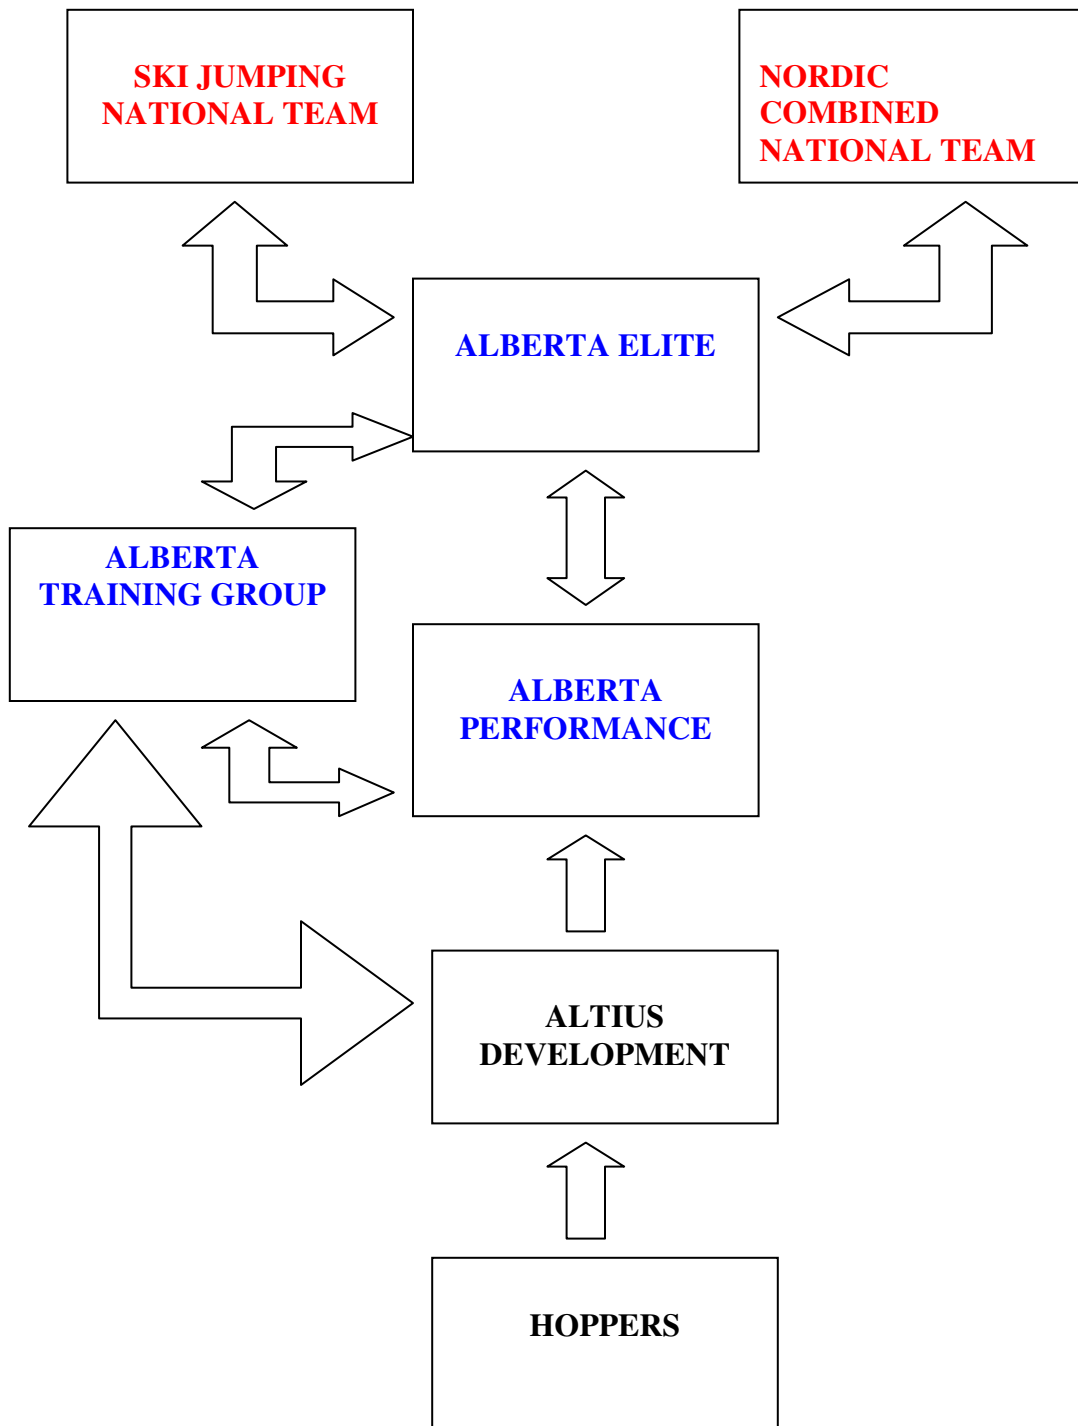 SKI JUMPING
NATIONAL TEAM
NORDIC
COMBINED
NATIONAL TEAM
ALBERTA ELITE
ALBERTA
TRAINING GROUP
ALBERTA
PERFORMANCE
ALTIUS
DEVELOPMENT
HOPPERS